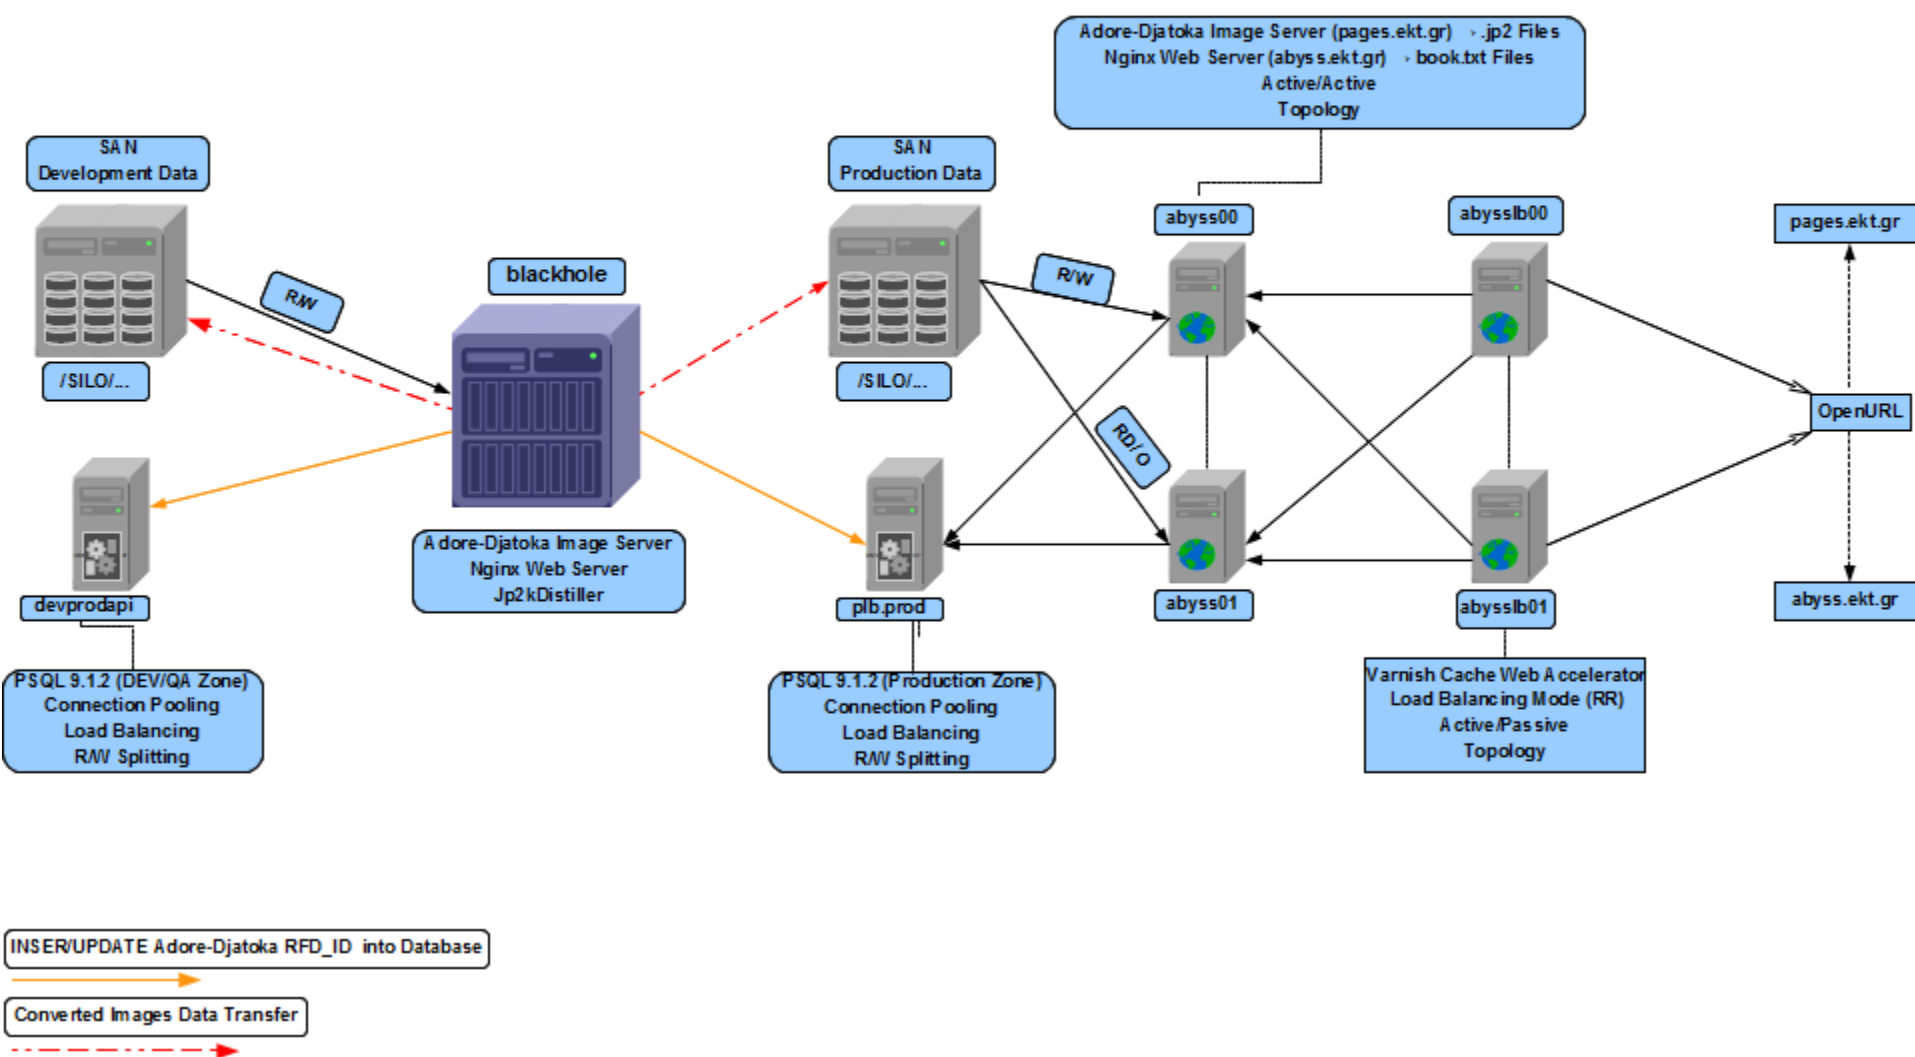 Adore-Djatoka Image Server (pages.ekt.gr) > .jp2 Files
Nginx Web Server (abyss.ekt.gr) > book.txt Files
Active/Active
Topology
SAN
Development Data
SAN
Production Data
abyss00
abysslb00
pages.ekt.gr
R/W
blackhole
R/W
/SILO/...
/SILO/...
OpenURL
RD/O
Adore-Djatoka Image Server
Nginx Web Server
Jp2kDistiller
devprodapi
plb.prod
abyss01
abysslb01
abyss.ekt.gr
PSQL 9.1.2 (DEV/QA Zone)
Connection Pooling
Load Balancing
R/W Splitting
PSQL 9.1.2 (Production Zone)
Connection Pooling
Load Balancing
R/W Splitting
Varnish Cache Web Accelerator
Load Balancing Mode (RR)
Active/Passive
Topology
INSER/UPDATE Adore-Djatoka RFD_ID into Database
Converted Images Data Transfer